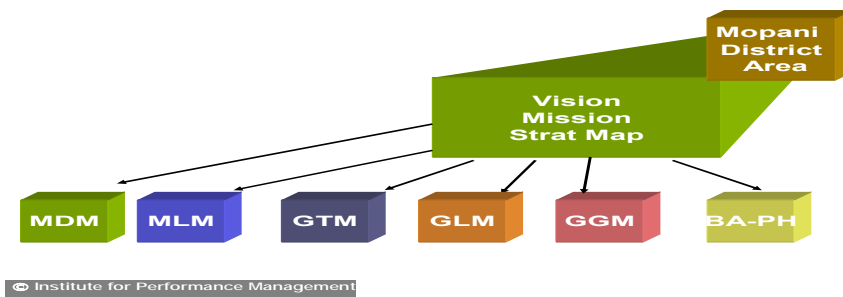 Mopani
District
Area
Vision
Mission
Strat Map
MDM
MLM
GTM
GLM
GGM
BA-PH
© Institute for Performance Management